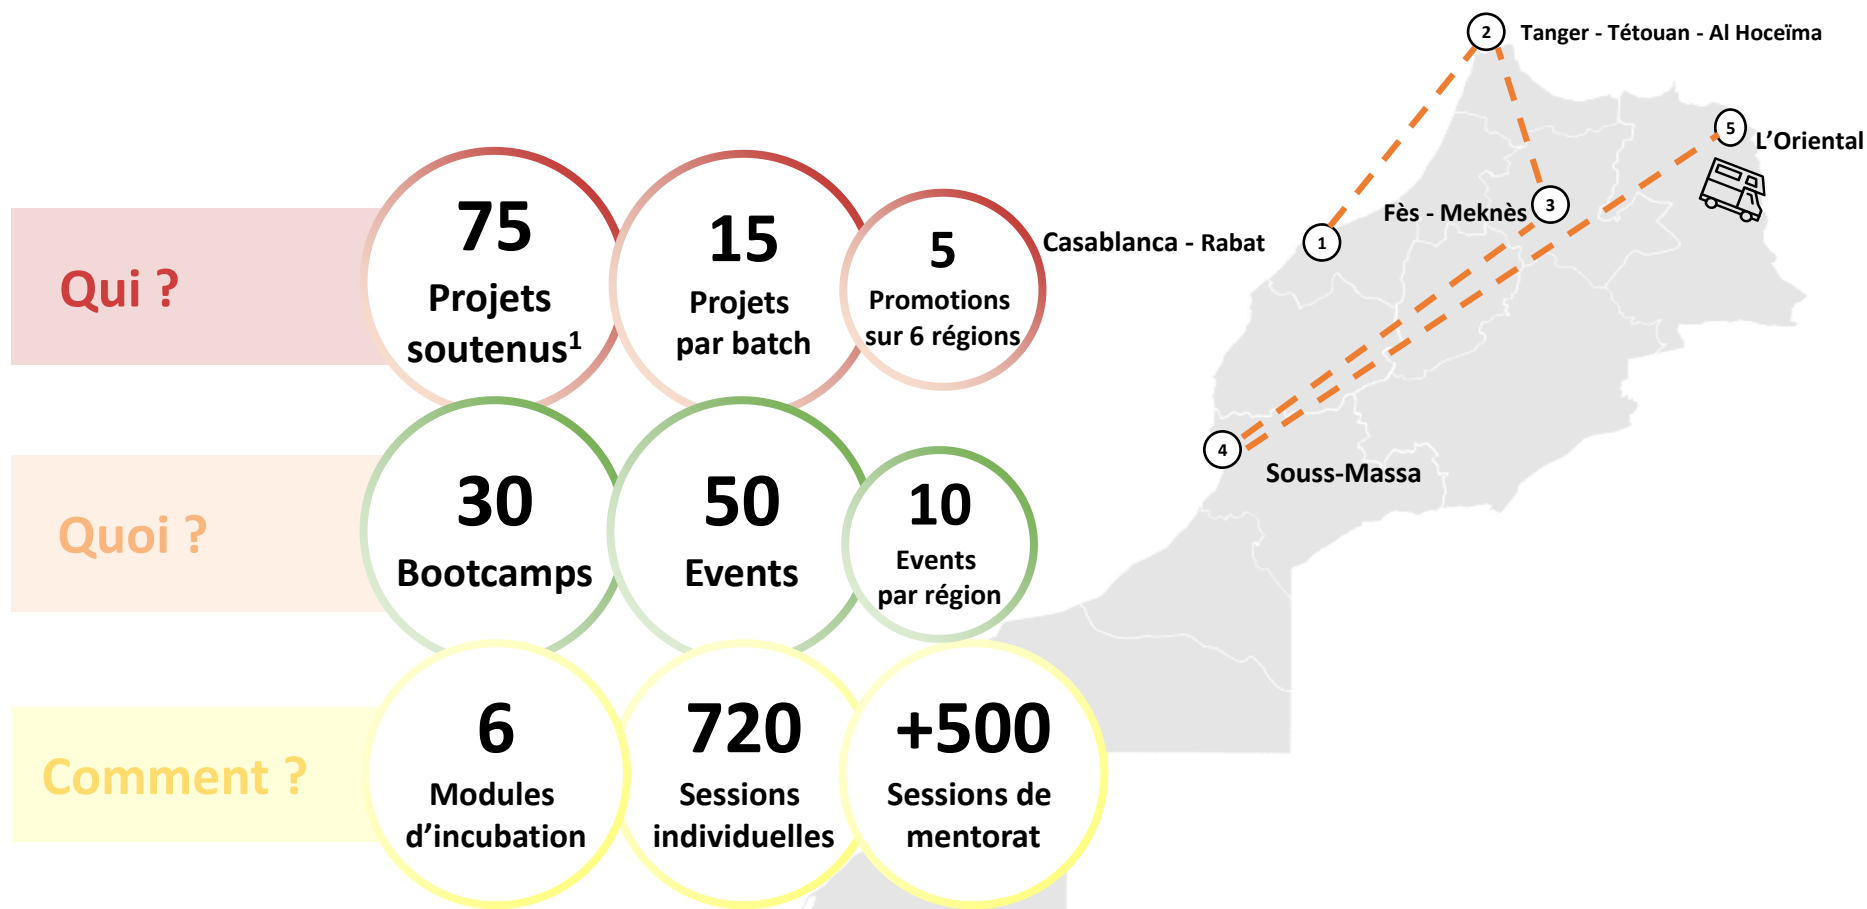 Qui ?
75
Projets
soutenus¹
15
Projets
par batch
5
Promotions
sur 6 régions
Quoi ?
30
Bootcamps
50
Events
10
Events
par région
Comment ?
6
Modules
d’incubation
720
Sessions
individuelles
+500
Sessions de
mentorat
2
Tanger - Tétouan - Al Hoceïma
5
L’Oriental
Fès - Meknès
3
Casablanca - Rabat
1
4
Souss-Massa